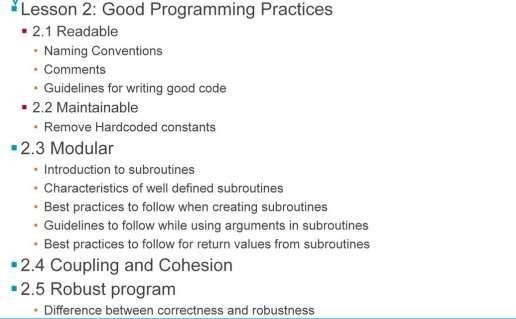 Lesson 2: Good Programming Practices
2.1 Readable
Naming Conventions
Comments
Guidelines for writing good code
2.2 Maintainable
Remove Hardcoded constants
2.3 Modular
Introduction to subroutines
Characteristics of well defined subroutines
Best practices to follow when creating subroutines
Guidelines to follow while using arguments in subroutines
Best practices to follow for return values from subroutines
2.4 Coupling and Cohesion
2.5 Robust program
Difference between correctness and robustness